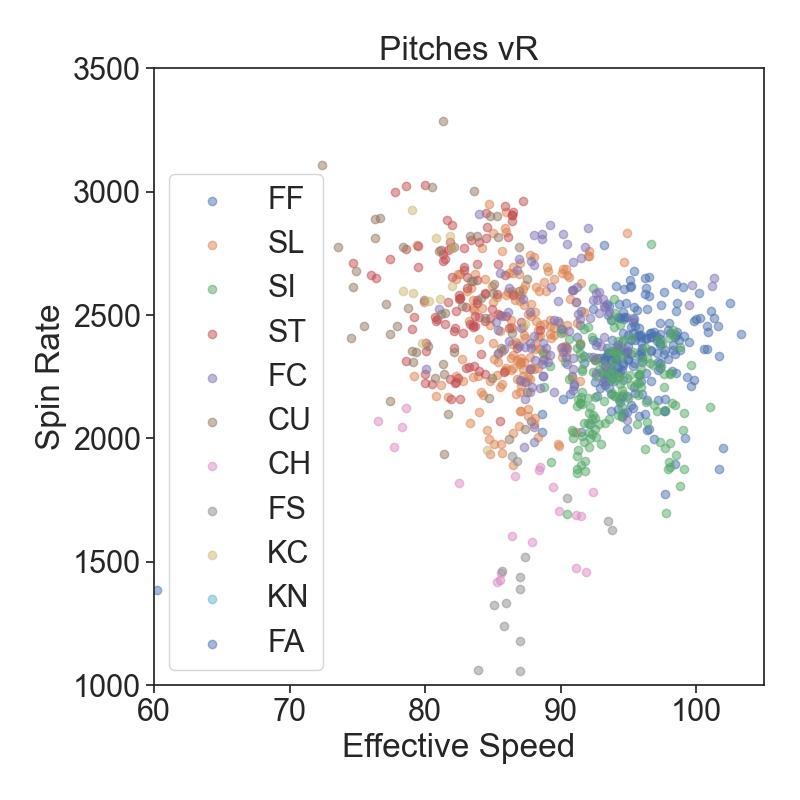 Pitches vR
3500
3000
2500
2000
1500
1000
Spin Rate
FF
SL
SI
ST
FC
CU
CH
FS
KC
KN
FA
60 70 80 90 100
Effective Speed